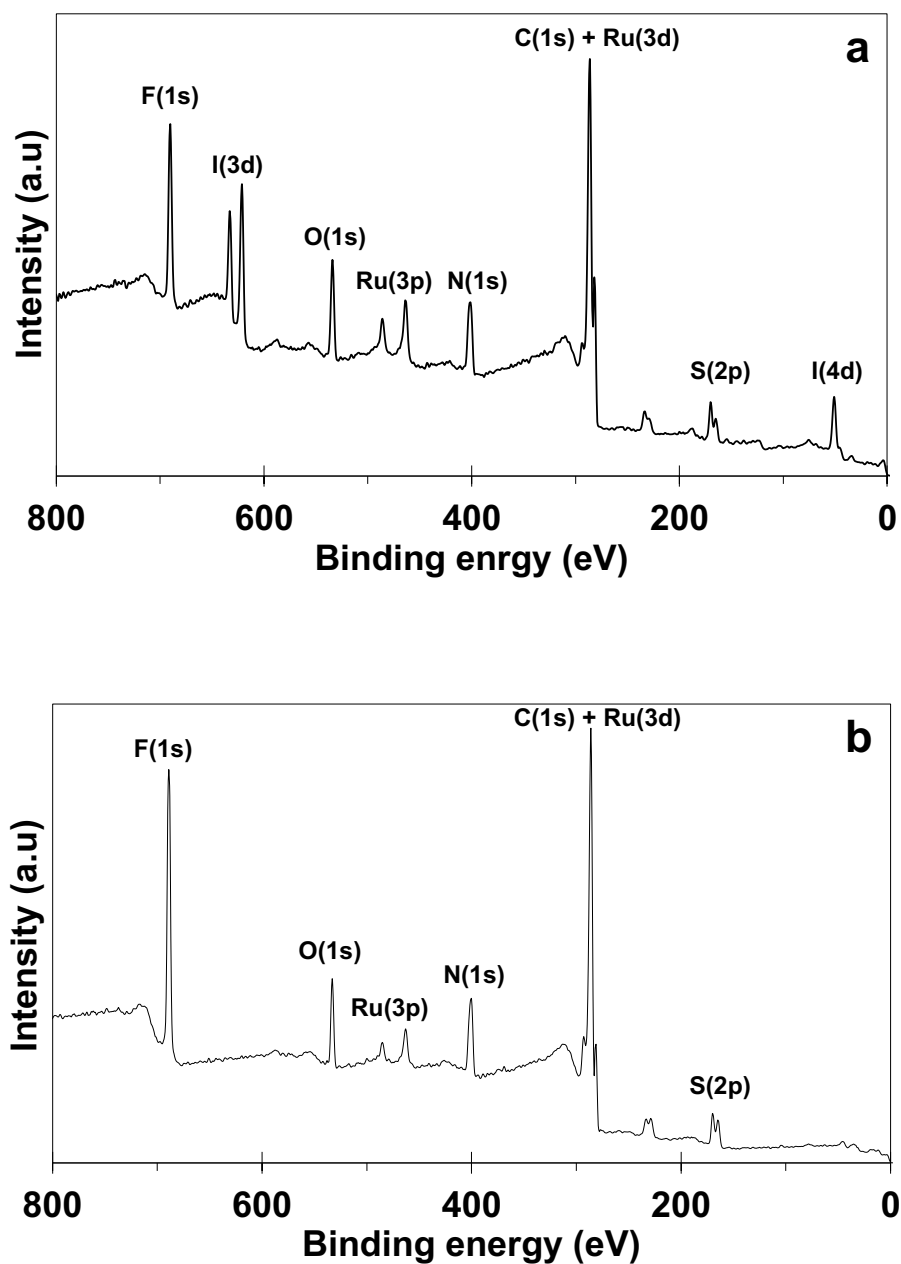 C(1s) + Ru(3d)
a
F(1s)
I(3d)
O(1s)
Ru(3p)
N(1s)
S(2p)
I(4d)
Intensity (a.u)
800
600
400
200
0
Binding enrgy (eV)
C(1s) + Ru(3d)
b
F(1s)
O(1s)
N(1s)
Ru(3p)
S(2p)
Intensity (a.u)
800
600
400
200
0
Binding energy (eV)